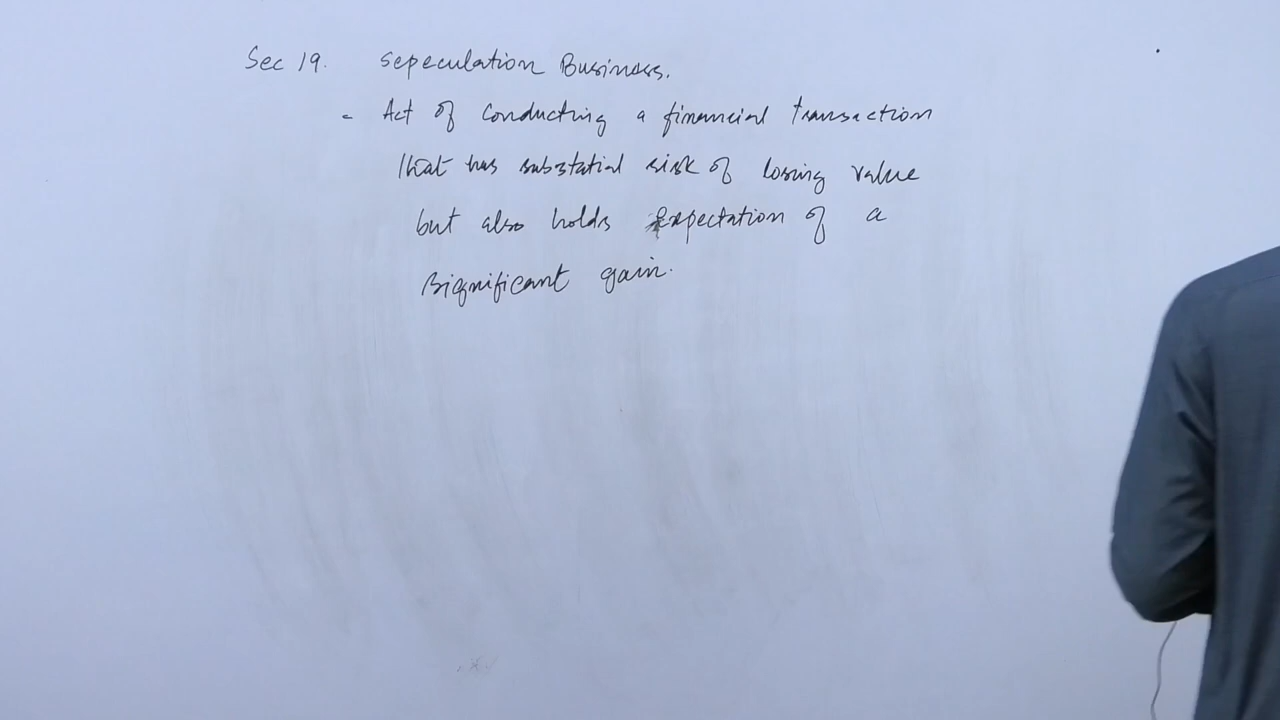 Sec 19. Sepeculation Business.
- Act of conducting a financial transaction
that has substatial risk of losing value
but also holds Expectation of a
significant gain.